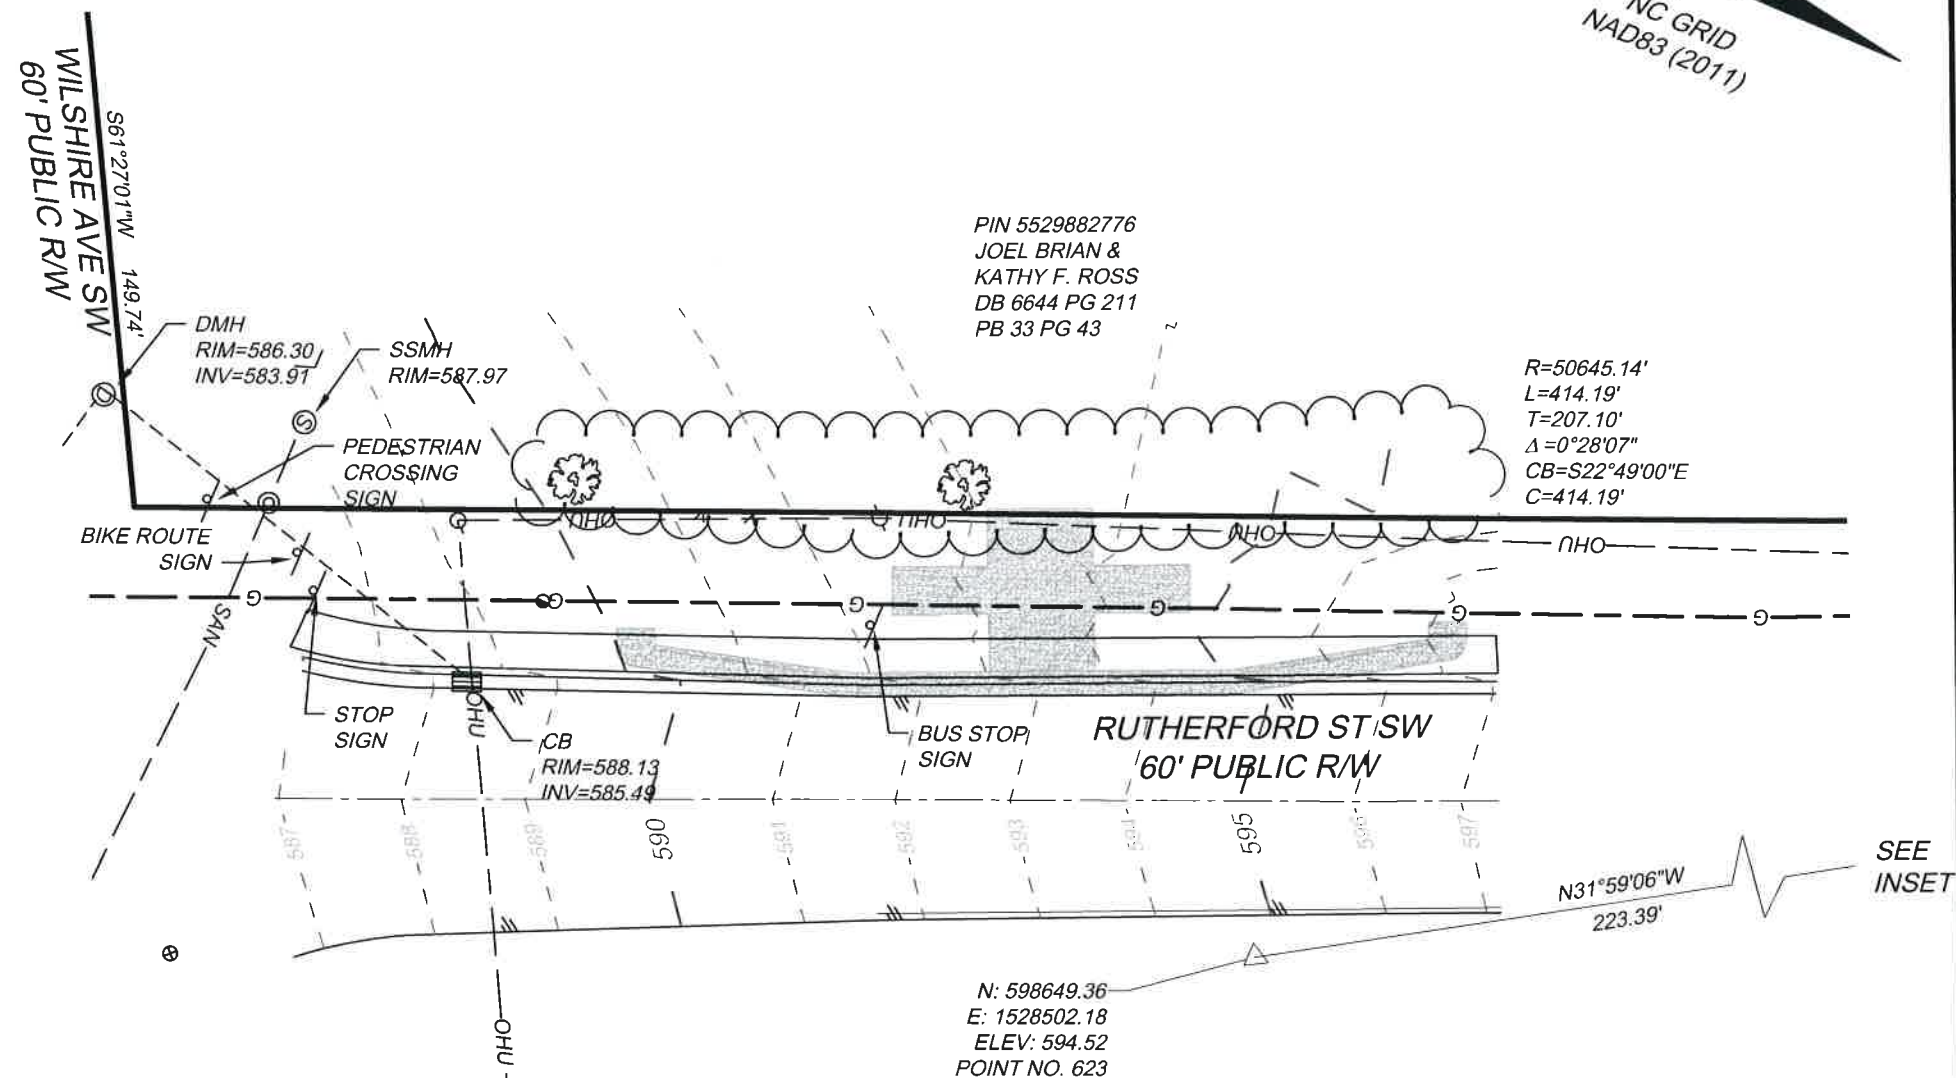 NC GRID
NAD83 (2011)
WILSHIRE AVE SW
60' PUBLIC R/W
S61°27'01"W 149.74'
PIN 5529882776
JOEL BRIAN &
KATHY F. ROSS
DB 6644 PG 211
PB 33 PG 43
DMH
RIM=586.30
INV=583.91
SSMH
RIM=587.97
R=50645.14'
L=414.19'
T=207.10'
Δ=0°28'07"
CB=S22°49'00"E
C=414.19'
PEDESTRIAN
CROSSING
SIGN
D
S
BIKE ROUTE
SIGN
OHU
OHU
OHU
OHU
G
G
G
G
G
G
SAN
STOP
SIGN
OHU
CB
RIM=588.13
INV=585.49
BUS STOP
SIGN
RUTHERFORD ST SW
60' PUBLIC R/W
587
588
589
590
591
592
593
594
595
596
597
SEE
INSET
N31°59'06"W
223.39'
N: 598649.36
E: 1528502.18
ELEV: 594.52
POINT NO. 623
OHU